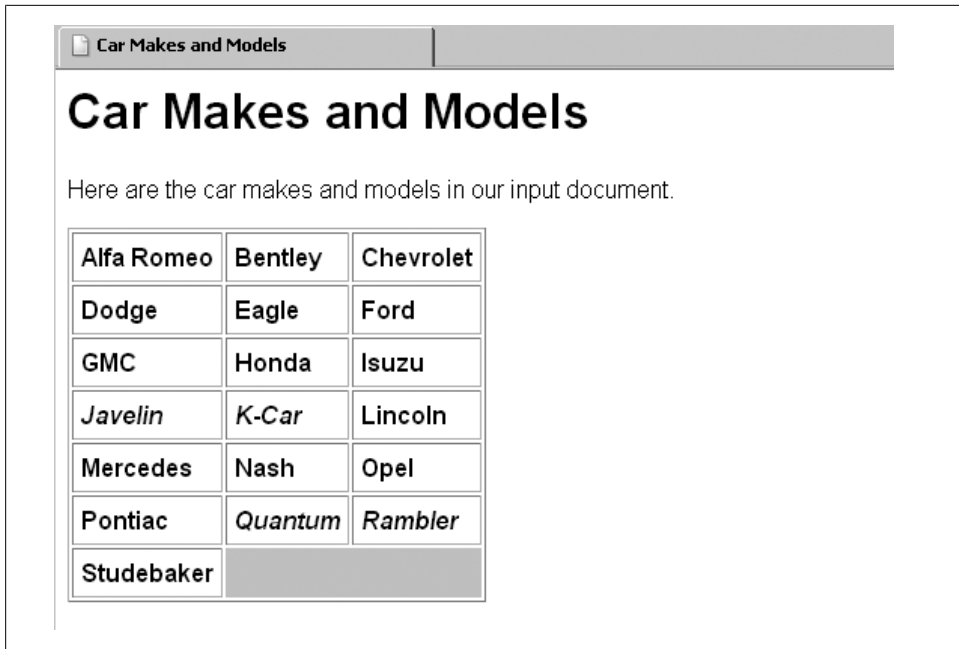 Car Makes and Models
Car Makes and Models
Here are the car makes and models in our input document.
Alfa Romeo Bentley Chevrolet
Dodge Eagle Ford
GMC Honda Isuzu
Javelin K-Car Lincoln
Mercedes Nash Opel
Pontiac Quantum Rambler
Studebaker